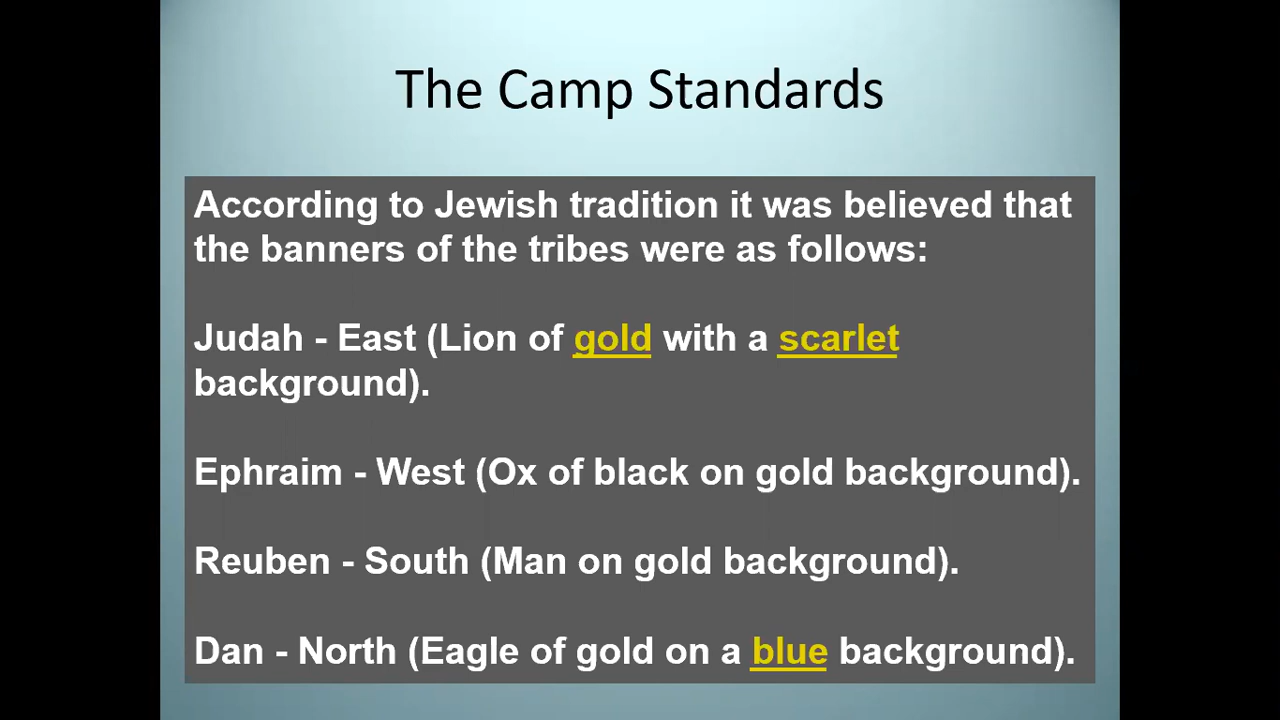 The Camp Standards
According to Jewish tradition it was believed that
the banners of the tribes were as follows:
Judah - East (Lion of gold with a scarlet
background).
Ephraim - West (Ox of black on gold background).
Reuben - South (Man on gold background).
Dan - North (Eagle of gold on a blue background).